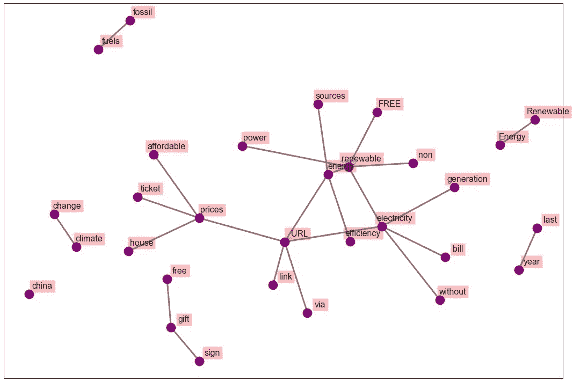 fossil
fuels
sources
FREE
Renewable
Energy
power
affordable
renewable
non
energy
generation
ticket
prices
change
electricity
last
URL
efficiency
climate
house
bill
year
free
link
china
without
via
gift
sign